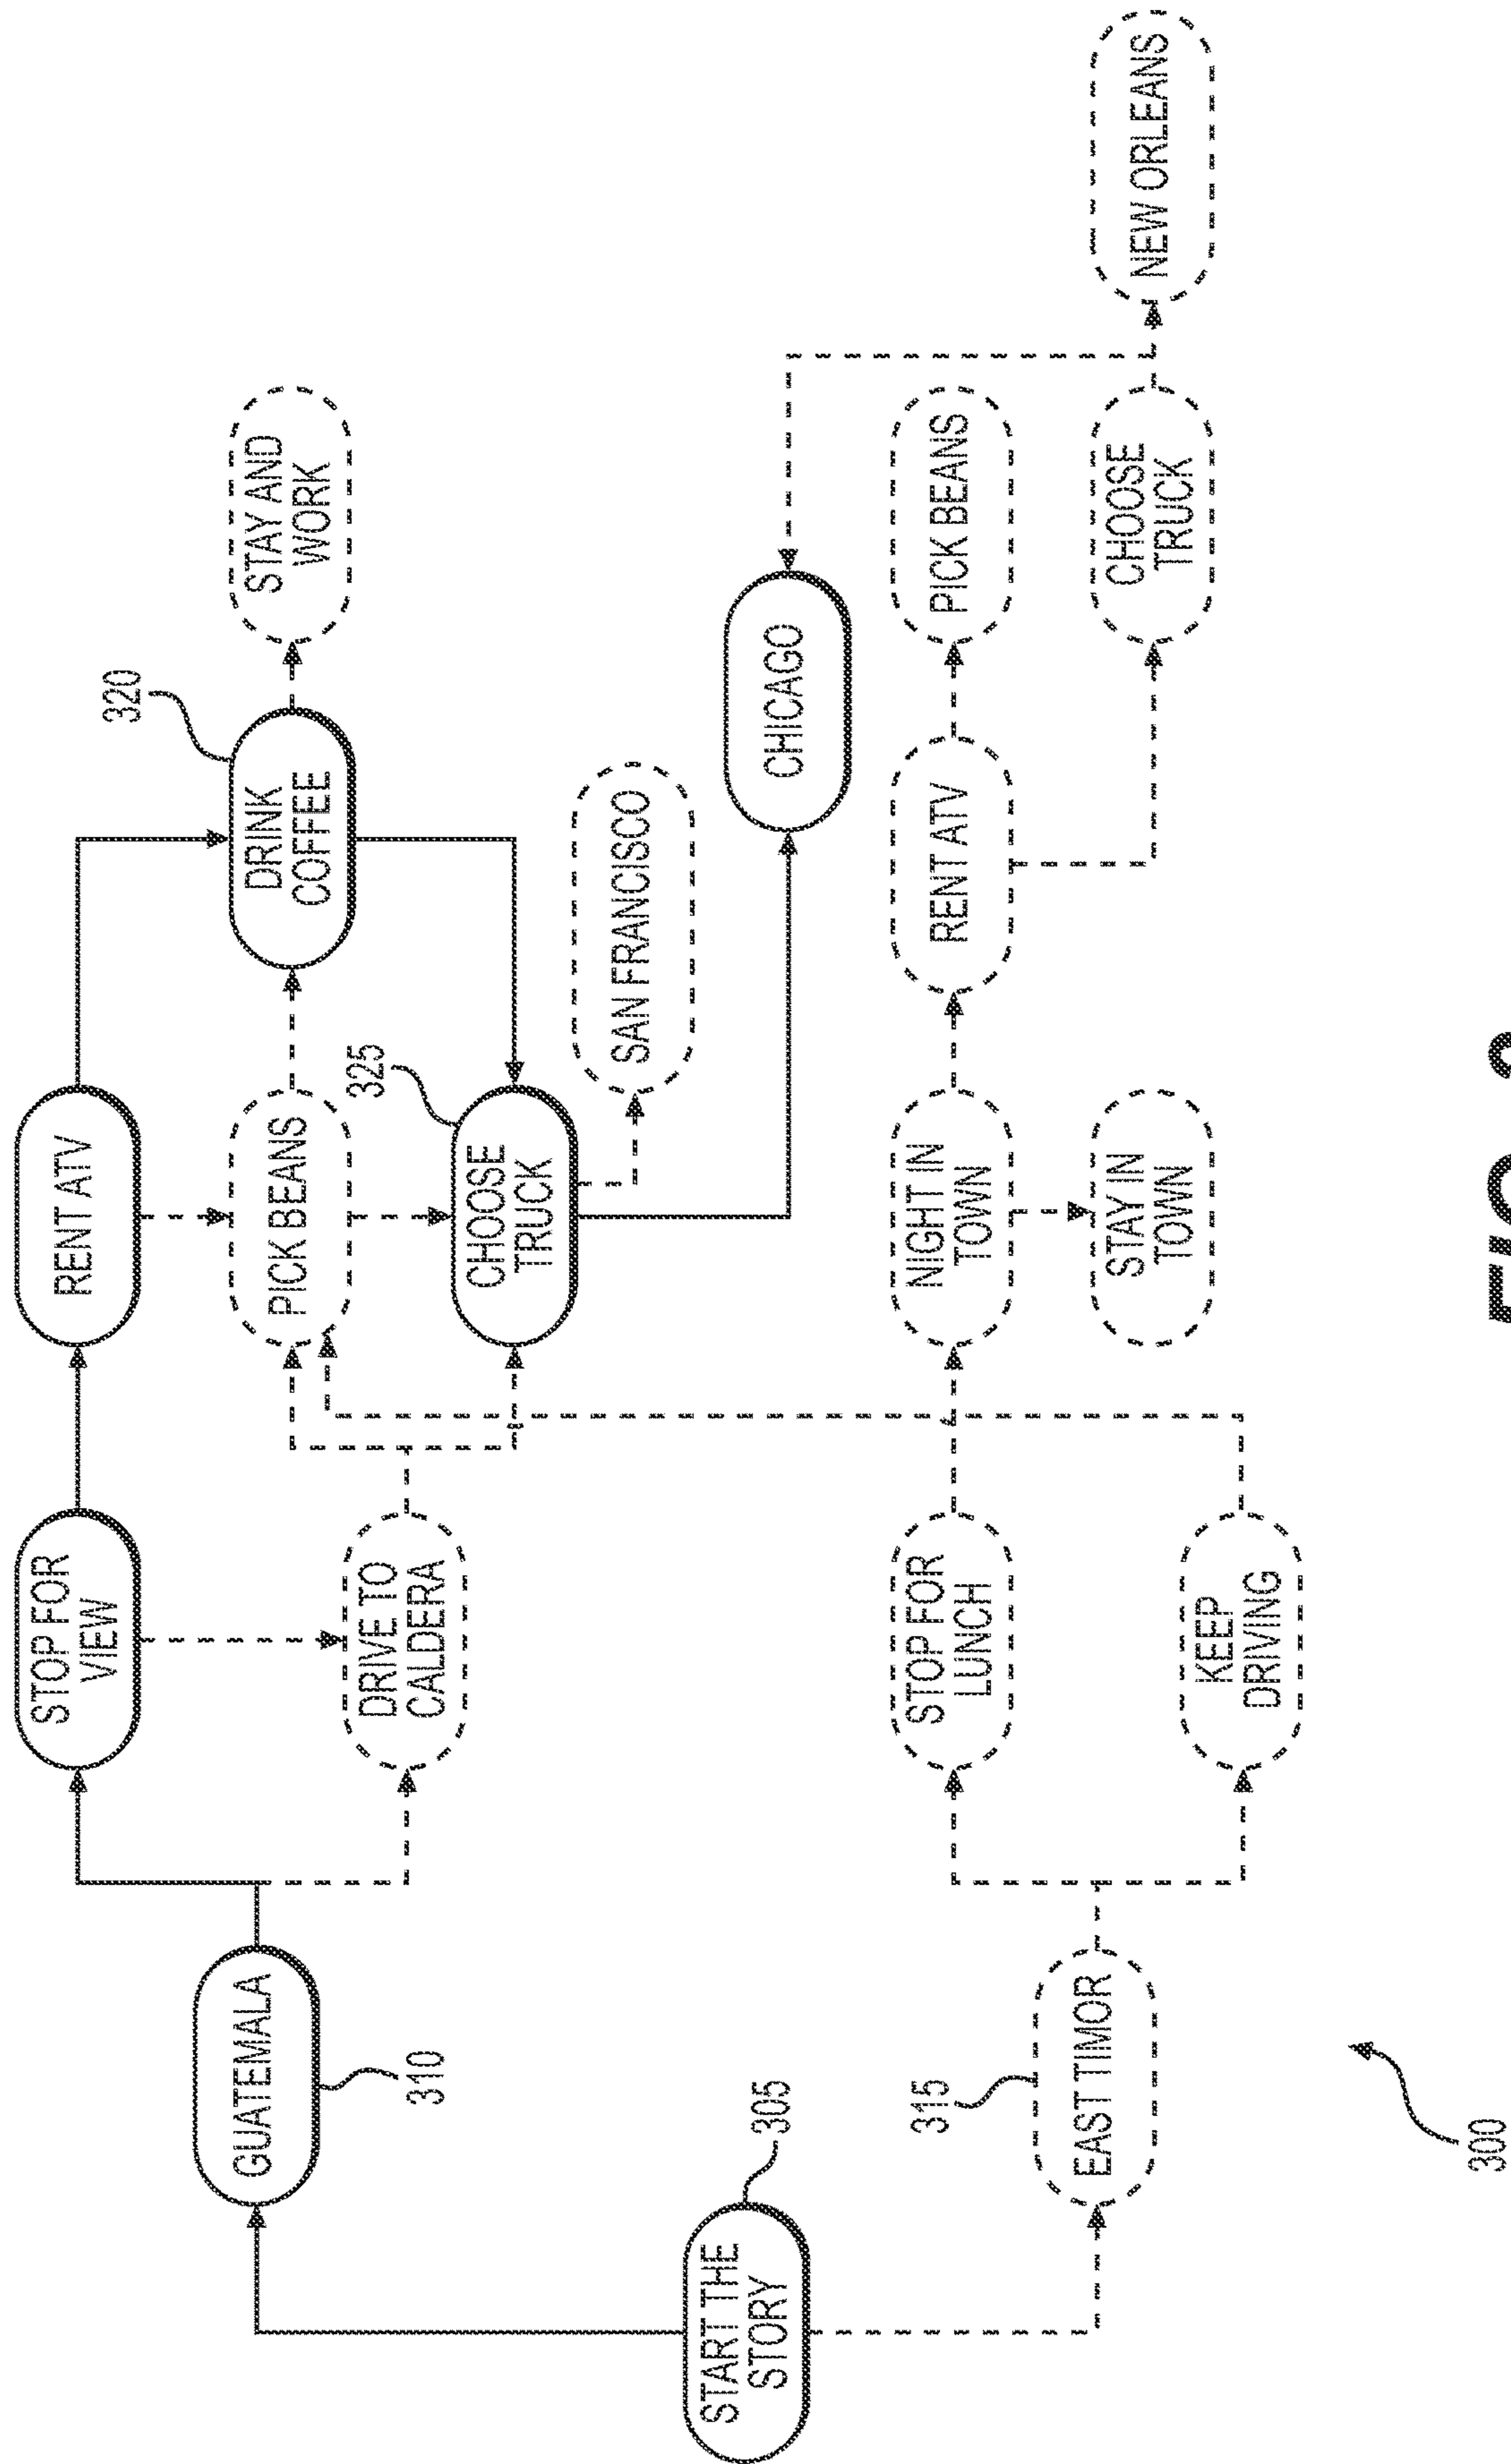 STOP FOR
VIEW
RENT ATV
320
GUATEMALA
310
PICK BEANS
DRINK
COFFEE
STAY AND
WORK
DRIVE TO
CALDERA
325
CHOOSE
TRUCK
SAN FRANCISCO
START THE
STORY
305
CHICAGO
315
EAST TIMOR
STOP FOR
LUNCH
NIGHT IN
TOWN
RENT ATV
PICK BEANS
STAY IN
TOWN
CHOOSE
TRUCK
NEW ORLEANS
KEEP
DRIVING
300